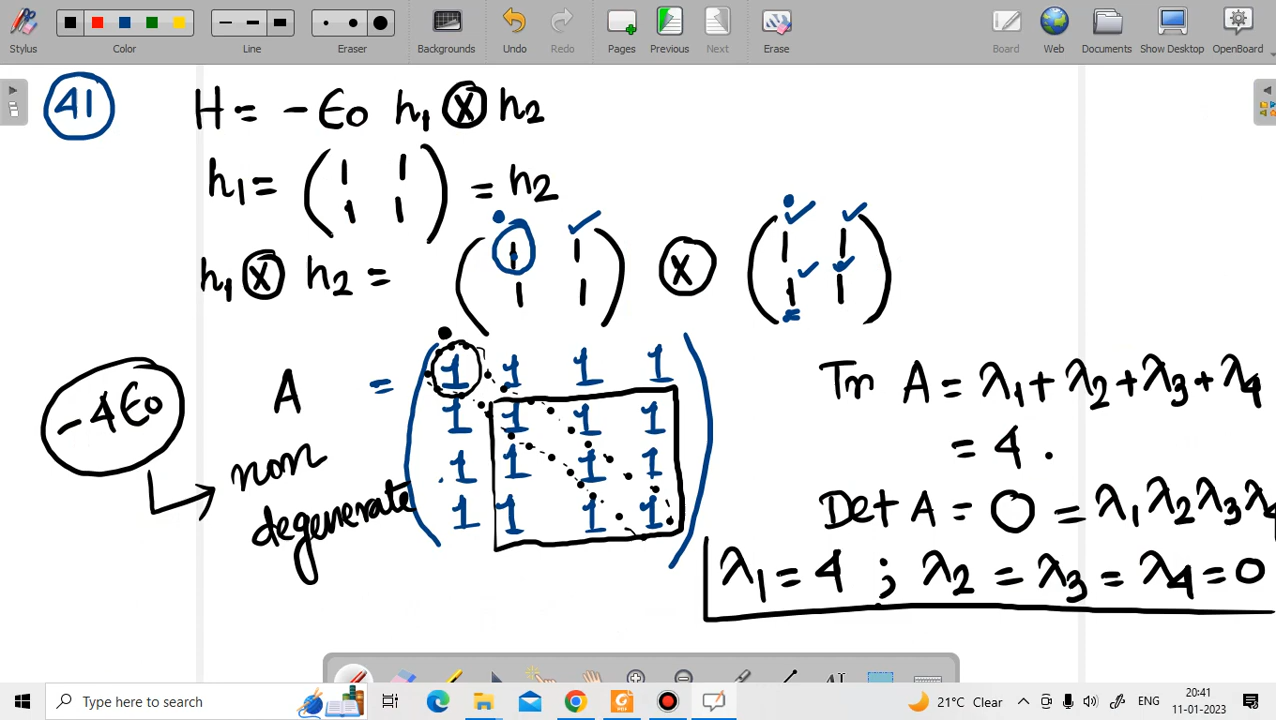 Stylus
Color
Line
Eraser
Backgrounds
Undo
Redo
Pages
Previous
Next
Erase
Board
Web
Documents
Show Desktop
OpenBoard
41
H = - ϵ0 h1 ⊗ h2
h1 = ( 1 1
1 1 ) = h2
h1 ⊗ h2 = ( 1 1
1 1 ) ⊗ ( 1 1
1 1 )
-4ϵ0
A = ( 1 1 1 1
1 1 1 1
1 1 1 1
1 1 1 1 )
non
degenerate
Tr A = λ1 + λ2 + λ3 + λ4
= 4 .
Det A = 0 = λ1 λ2 λ3 λ4
λ1 = 4 ; λ2 = λ3 = λ4 = 0
Type here to search
21°C Clear
ENG
20:41
11-01-2023